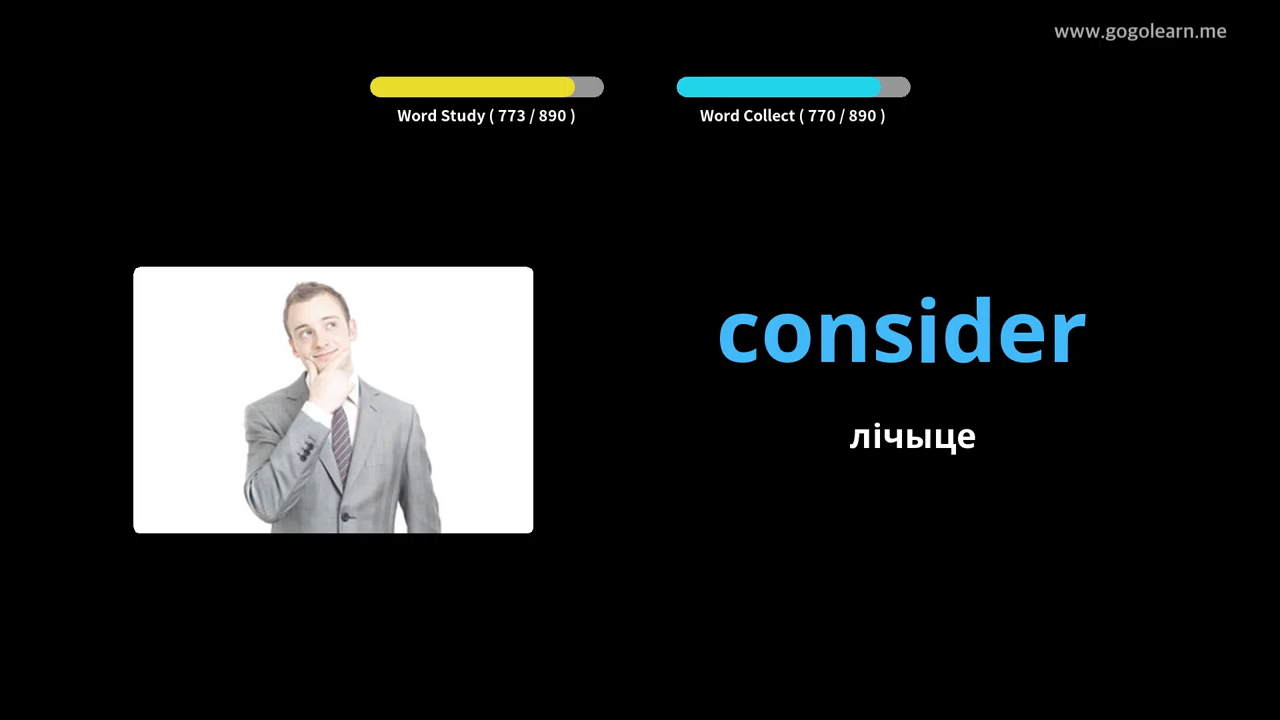 www.gogolearn.me
Word Study ( 773 / 890 )
Word Collect ( 770 / 890 )
consider
лічыце